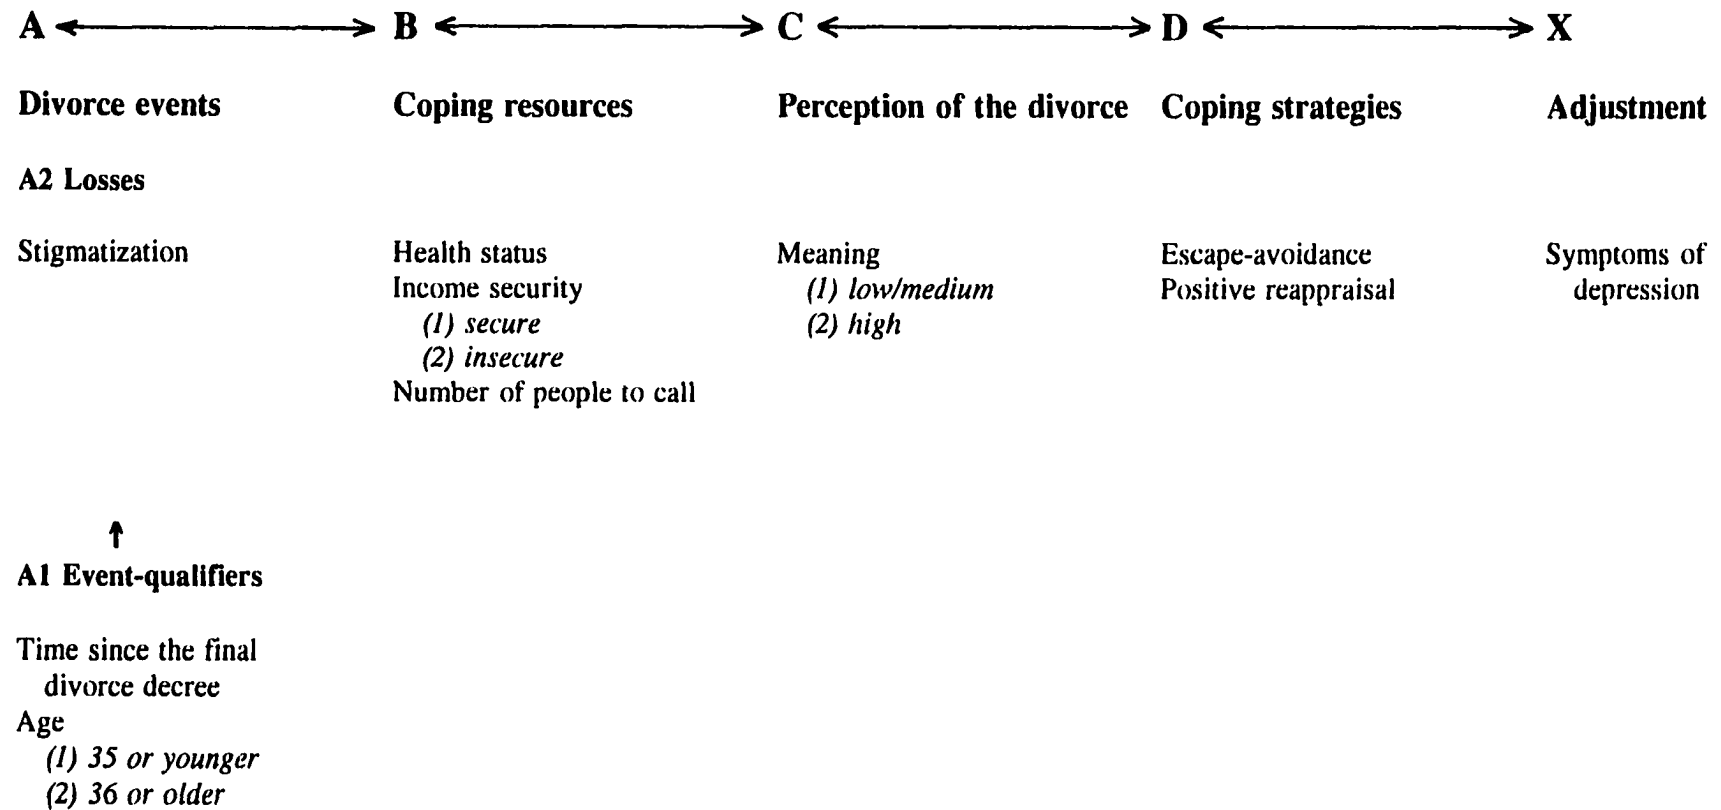 A B C D X
Divorce events Coping resources Perception of the divorce Coping strategies Adjustment
A2 Losses
Stigmatization Health status Meaning Escape-avoidance Symptoms of
Income security (1) low/medium Positive reappraisal depression
(1) secure (2) high
(2) insecure
Number of people to call
A1 Event-qualifiers
Time since the final
divorce decree
Age
(1) 35 or younger
(2) 36 or older